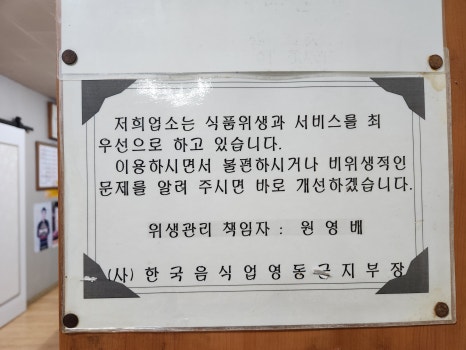 저희업소는 식품위생과 서비스를 최
우선으로 하고 있습니다.
이용하시면서 불편하시거나 비위생적인
문제를 알려 주시면 바로 개선하겠습니다.
위생관리 책임자 : 원 영 배
(사) 한 국 음 식 업 영 동 군 지 부 장